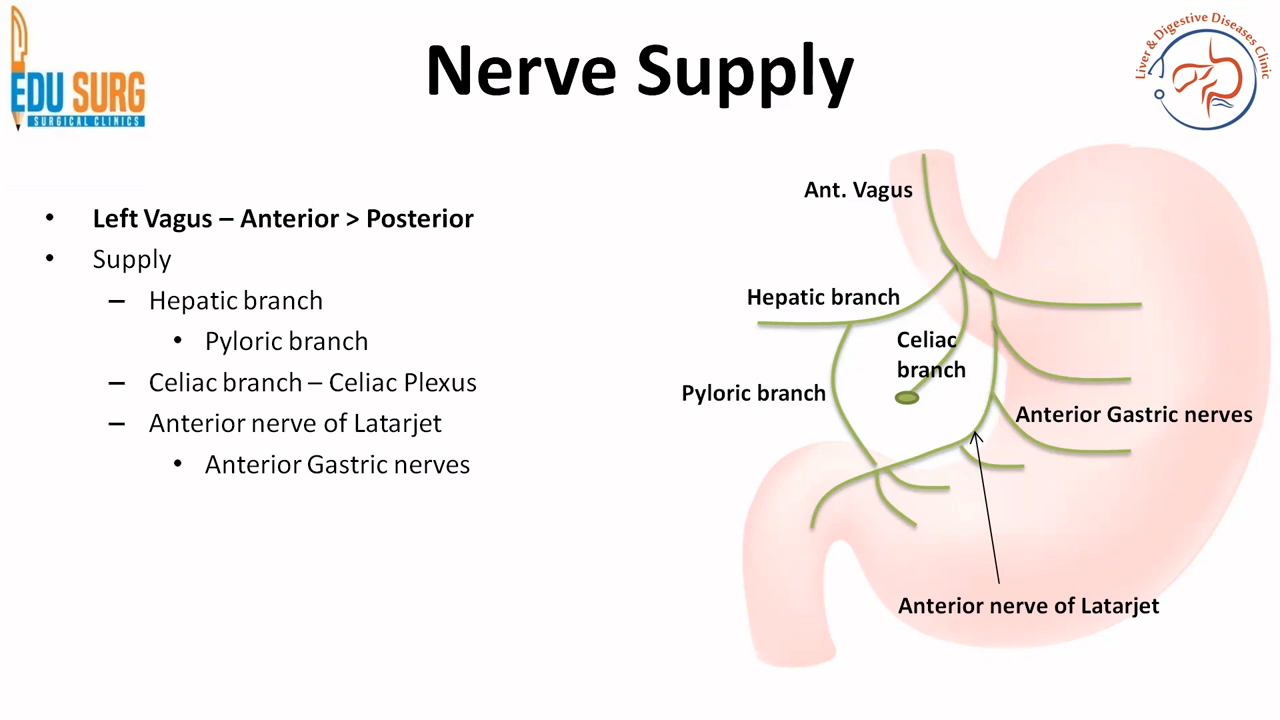 EDU SURG
SURGICAL CLINICS
Nerve Supply
Liver & Digestive Diseases Clinic
• Left Vagus – Anterior > Posterior
• Supply
– Hepatic branch
• Pyloric branch
– Celiac branch – Celiac Plexus
– Anterior nerve of Latarjet
• Anterior Gastric nerves
Ant. Vagus
Hepatic branch
Celiac
branch
Pyloric branch
Anterior Gastric nerves
Anterior nerve of Latarjet